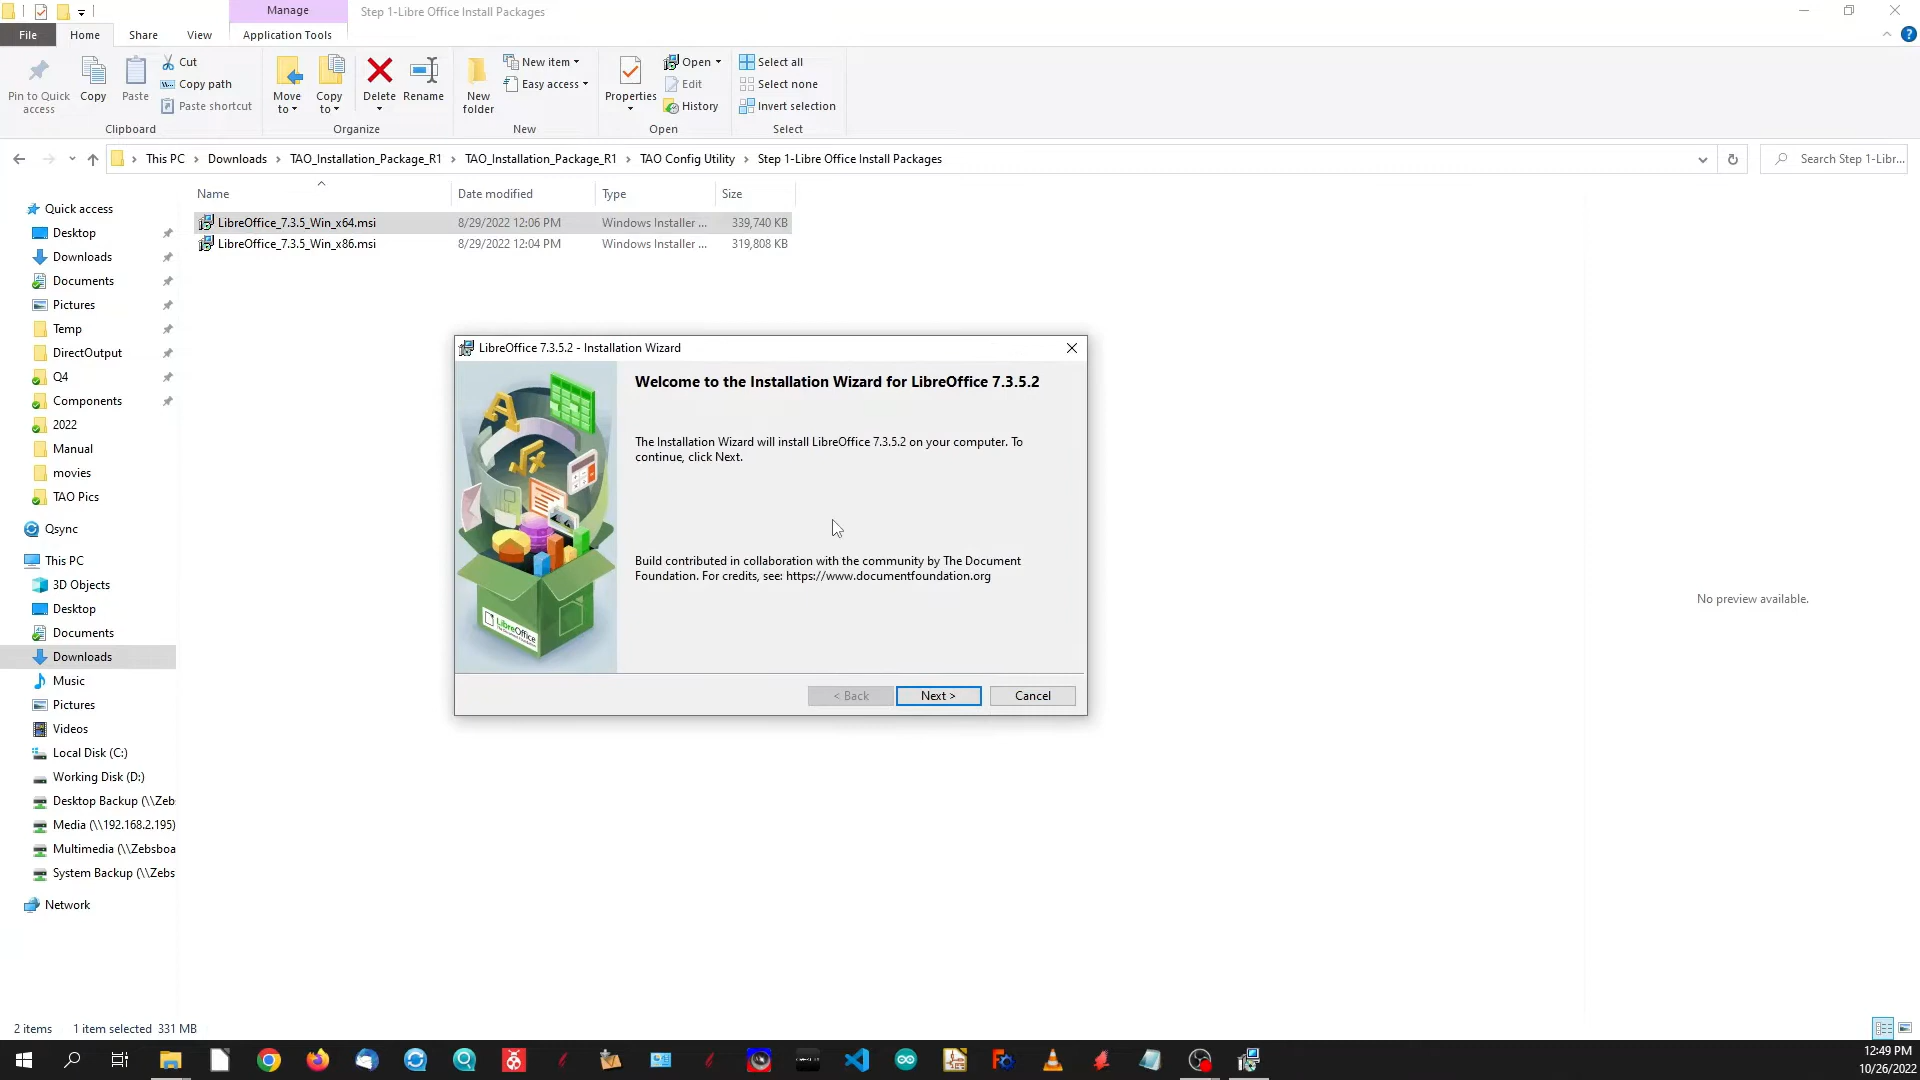 Manage
Step 1-Libre Office Install Packages
File
Home
Share
View
Application Tools
Pin to Quick access
Copy
Paste
Cut
Copy path
Paste shortcut
Clipboard
Move to
Copy to
Delete
Rename
Organize
New folder
New item
Easy access
New
Properties
Open
Edit
History
Open
Select all
Select none
Invert selection
Select
This PC > Downloads > TAO_Installation_Package_R1 > TAO_Installation_Package_R1 > TAO Config Utility > Step 1-Libre Office Install Packages
Search Step 1-Libr...
Name
Date modified
Type
Size
LibreOffice_7.3.5_Win_x64.msi 8/29/2022 12:06 PM Windows Installer ... 339,740 KB
LibreOffice_7.3.5_Win_x86.msi 8/29/2022 12:04 PM Windows Installer ... 319,808 KB
Quick access
Desktop
Downloads
Documents
Pictures
Temp
DirectOutput
Q4
Components
2022
Manual
movies
TAO Pics
Qsync
This PC
3D Objects
Desktop
Documents
Downloads
Music
Pictures
Videos
Local Disk (C:)
Working Disk (D:)
Desktop Backup (\\Zeb
Media (\\192.168.2.195)
Multimedia (\\Zebsboa
System Backup (\\Zebs
Network
LibreOffice 7.3.5.2 - Installation Wizard
Welcome to the Installation Wizard for LibreOffice 7.3.5.2
The Installation Wizard will install LibreOffice 7.3.5.2 on your computer. To
continue, click Next.
Build contributed in collaboration with the community by The Document
Foundation. For credits, see: https://www.documentfoundation.org
LibreOffice
< Back
Next >
Cancel
No preview available.
2 items
1 item selected 331 MB
12:49 PM
10/26/2022